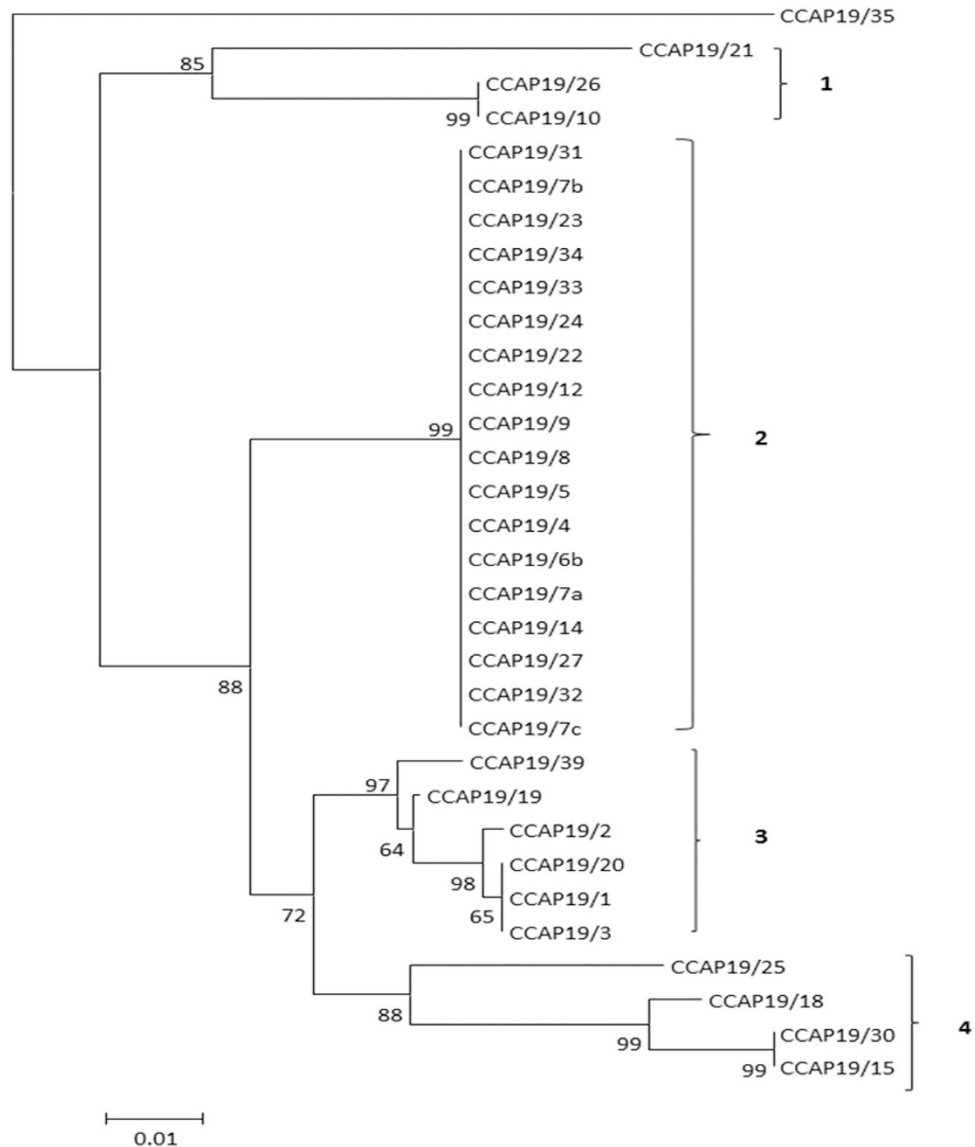 CCAP19/35
CCAP19/21
85
1
CCAP19/26
99 CCAP19/10
CCAP19/31
CCAP19/7b
CCAP19/23
CCAP19/34
CCAP19/33
CCAP19/24
CCAP19/22
CCAP19/12
99 CCAP19/9
2
CCAP19/8
CCAP19/5
CCAP19/4
CCAP19/6b
CCAP19/7a
CCAP19/14
CCAP19/27
88 CCAP19/32
CCAP19/7c
CCAP19/39
97
CCAP19/19
CCAP19/2
3
64
CCAP19/20
98
CCAP19/1
72 65
CCAP19/3
CCAP19/25
CCAP19/18
88
4
CCAP19/30
99
99 CCAP19/15
0.01